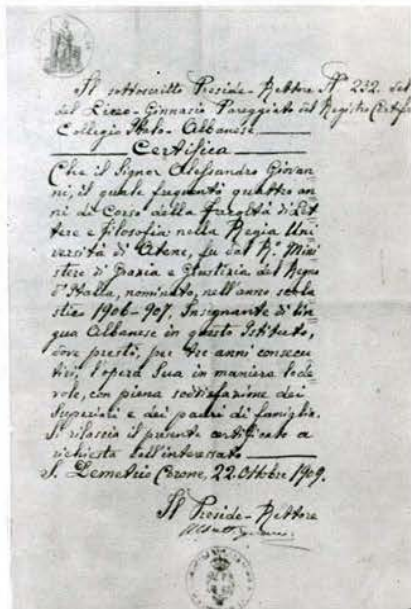 Il sottoscritto Preside-Rettore N° 232. del
del Liceo-Ginnasio Pareggiato del Registro Certifi
Collegio Italo-Albanese
Certifica
Che il Signor Alessandro Giovan=
ni, il quale frequentò quattro an=
ni di Corso della Facoltà di Let=
tere e Filosofia nella Regia Uni=
versità di Atene, fu dal R° Mini=
stero di Grazia e Giustizia del Regno
d'Italia, nominato, nell'anno scola=
stico 1906-907, Insegnante di lin=
gua Albanese in questo Istituto,
dove prestò, per tre anni consecu=
tivi, l'opera Sua in maniera lode=
vole, con piena soddisfazione dei
Superiori e dei padri di famiglia.
Si rilascia il presente certificato a
richiesta dell'interessato
S. Demetrio Corone, 22. Ottobre 1909.
Il Preside-Rettore